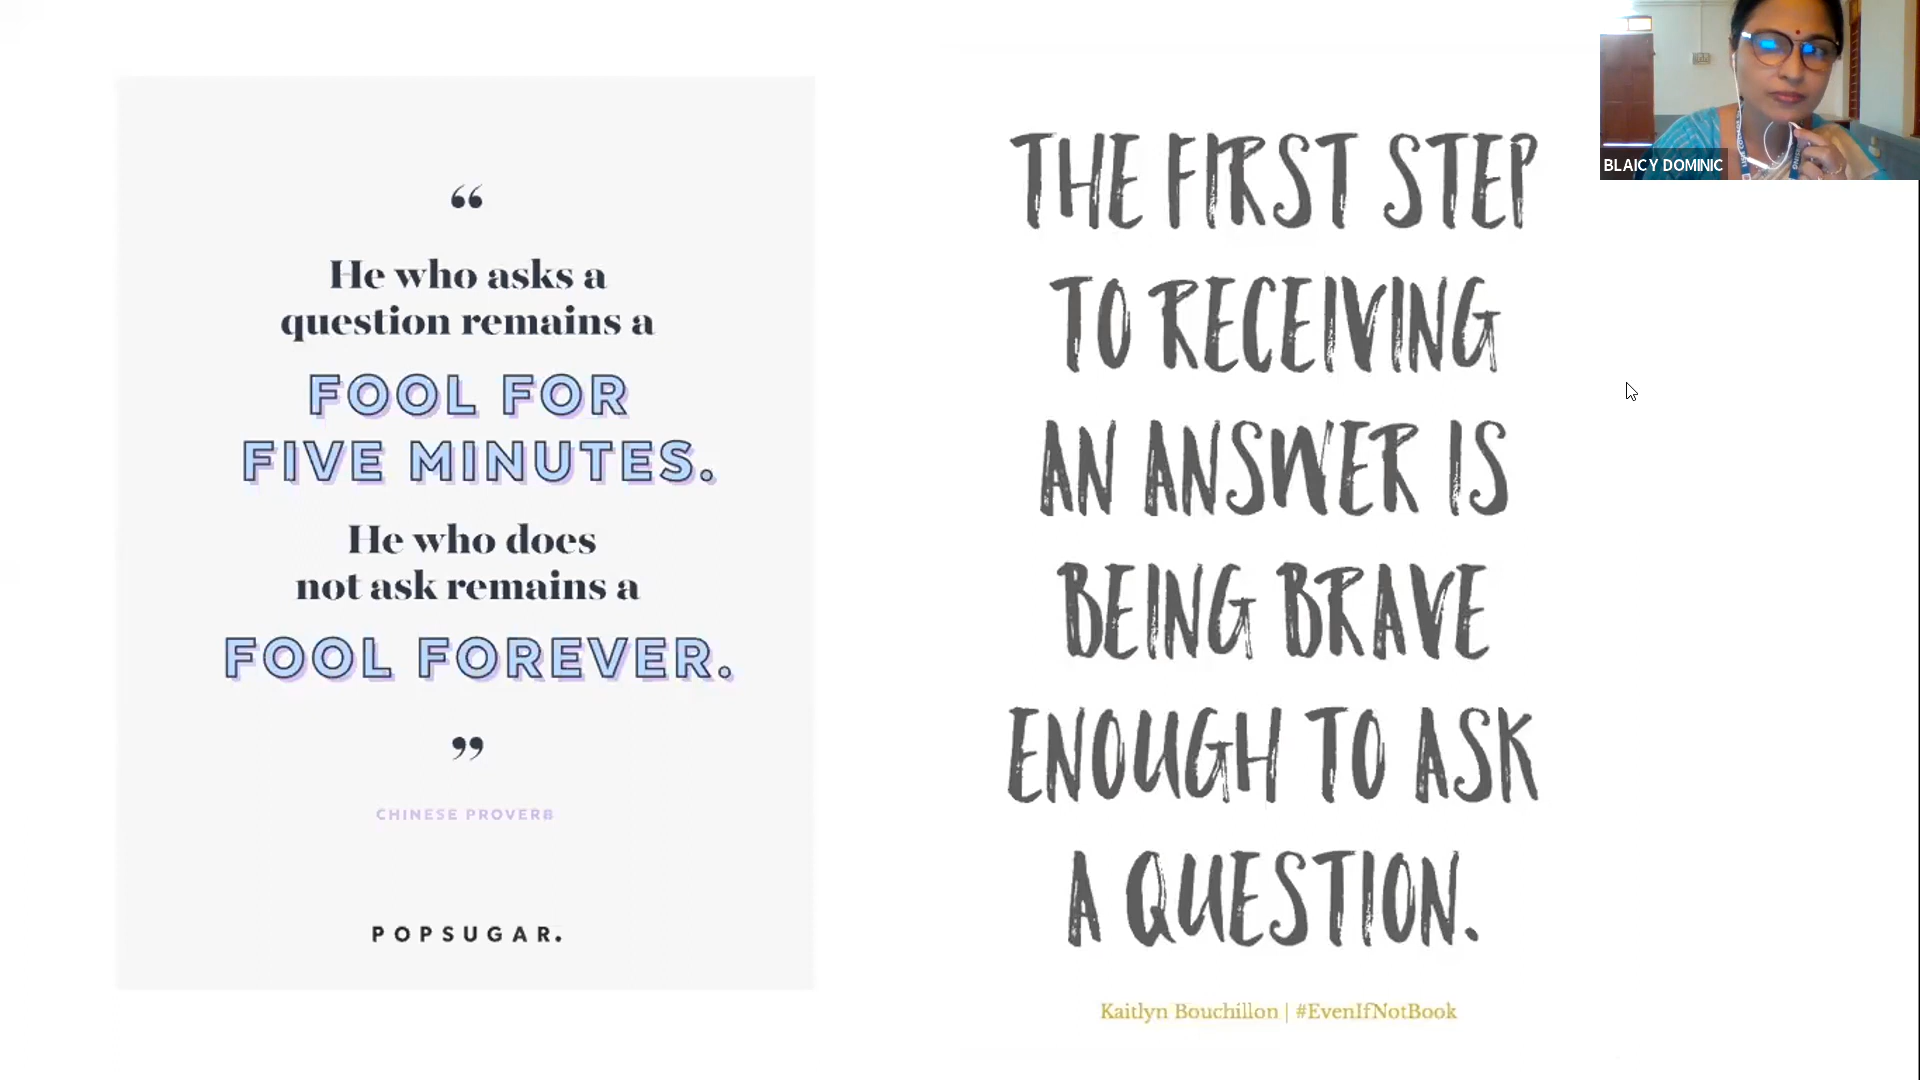 “
He who asks a
question remains a
FOOL FOR
FIVE MINUTES.
He who does
not ask remains a
FOOL FOREVER.
”
CHINESE PROVERB
POPSUGAR.
THE FIRST STEP
TO RECEIVING
AN ANSWER IS
BEING BRAVE
ENOUGH TO ASK
A QUESTION.
Kaitlyn Bouchillon | #EvenIfNotBook
BLAICY DOMINIC